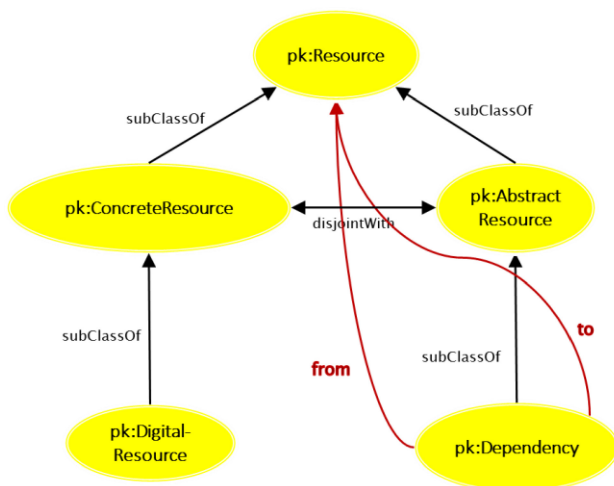 pk:Resource
subClassOf
subClassOf
pk:ConcreteResource
disjointWith
pk:Abstract
Resource
subClassOf
from
to
subClassOf
pk:Digital-
Resource
pk:Dependency